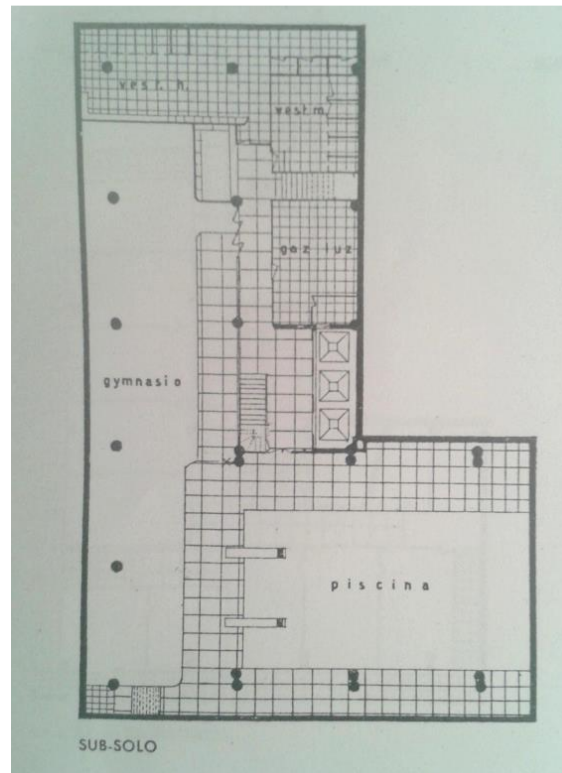 vest. h.
vest. m.
gaz luz
gymnasio
piscina
SUB-SOLO